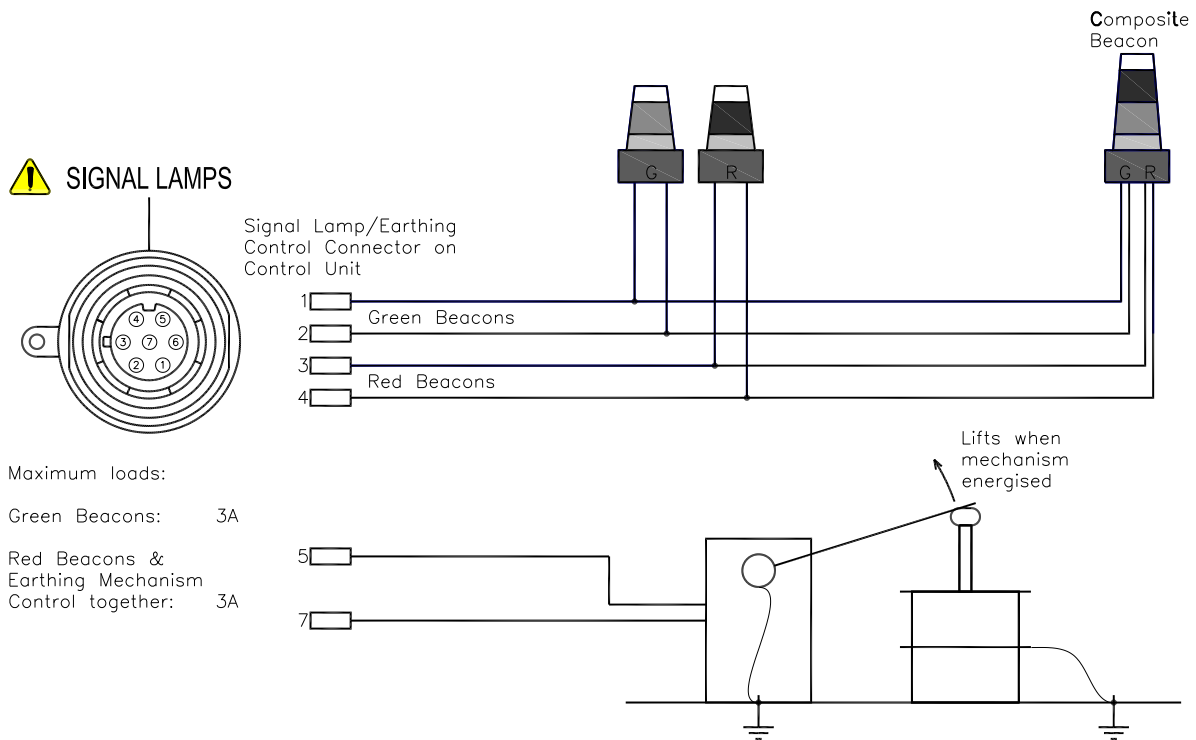 Composite
Beacon
SIGNAL LAMPS
G
R
G R
Signal Lamp/Earthing
Control Connector on
Control Unit
1
Green Beacons
2
3
Red Beacons
4
4 5
3 7 6
2 1
Lifts when
mechanism
energised
Maximum loads:
Green Beacons: 3A
Red Beacons &
Earthing Mechanism
Control together: 3A
5
7